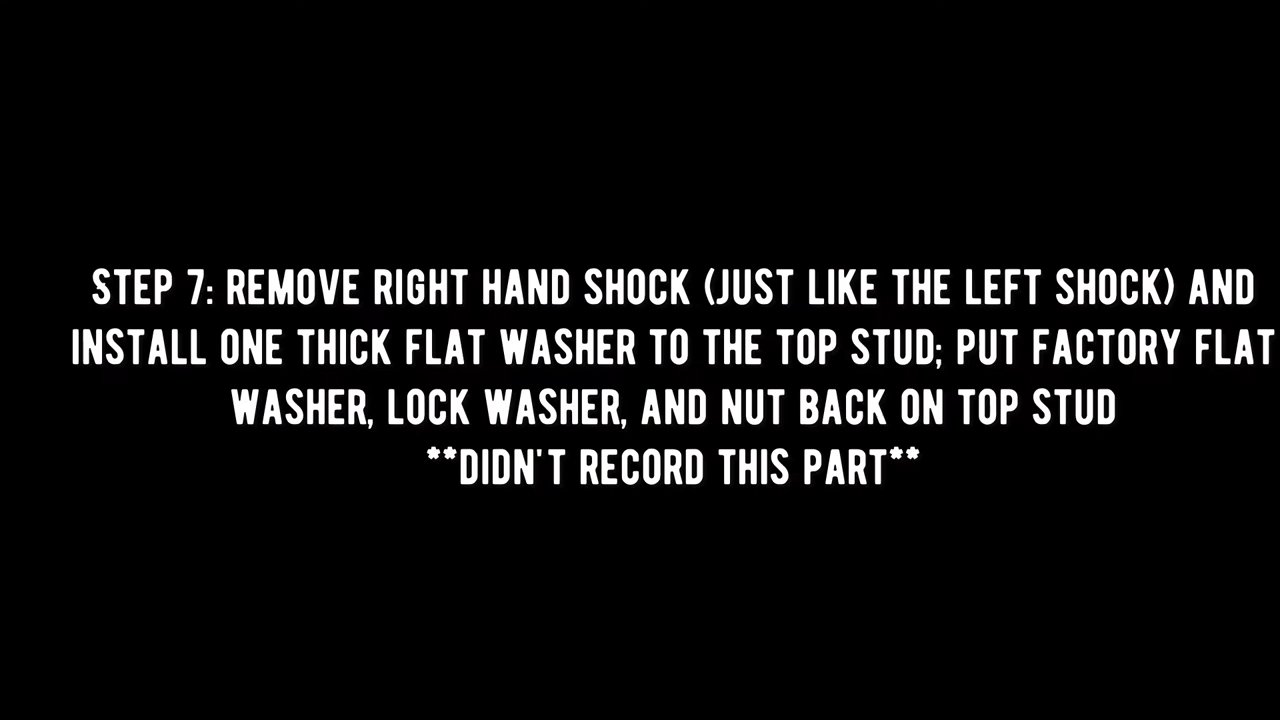 STEP 7: REMOVE RIGHT HAND SHOCK (JUST LIKE THE LEFT SHOCK) AND
INSTALL ONE THICK FLAT WASHER TO THE TOP STUD; PUT FACTORY FLAT
WASHER, LOCK WASHER, AND NUT BACK ON TOP STUD
**DIDN'T RECORD THIS PART**